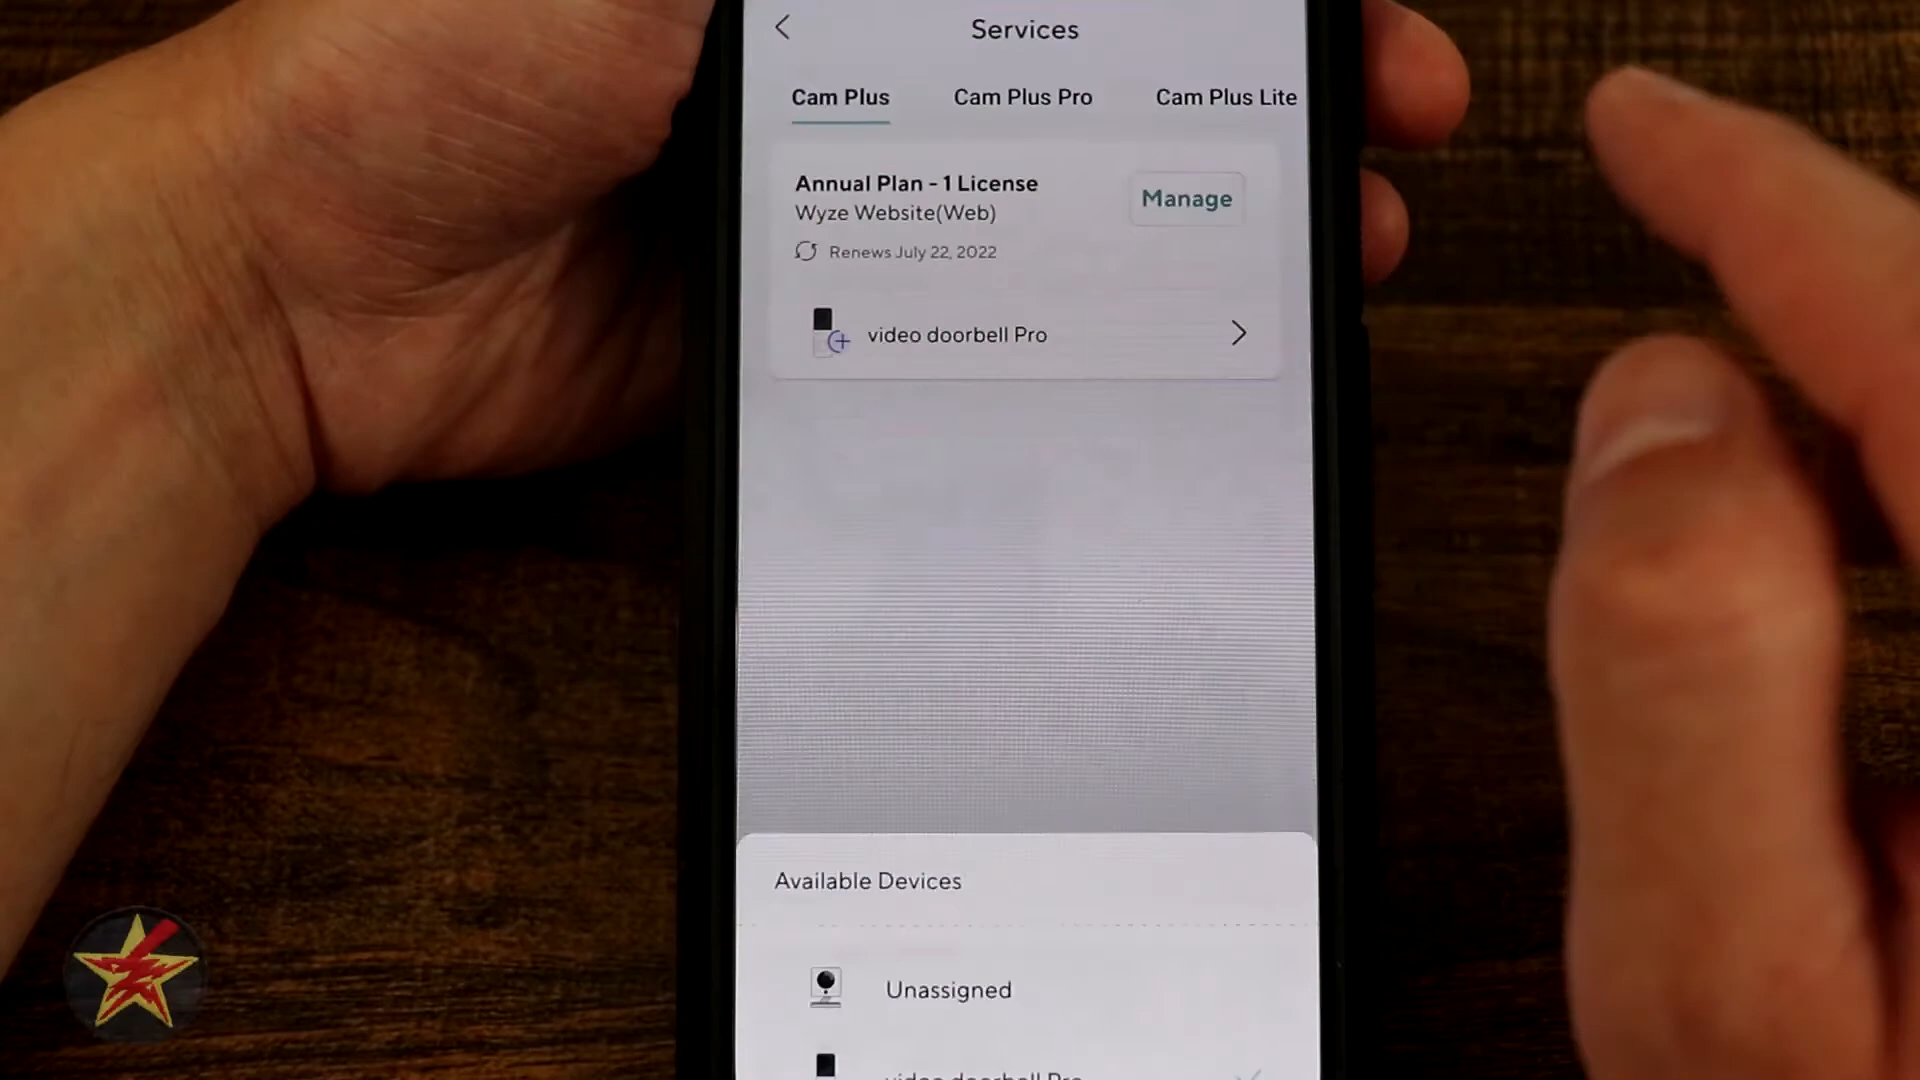 Services
Cam Plus Cam Plus Pro Cam Plus Lite
Annual Plan - 1 License
Manage
Wyze Website(Web)
Renews July 22, 2022
video doorbell Pro
Available Devices
Unassigned
video doorbell Pro